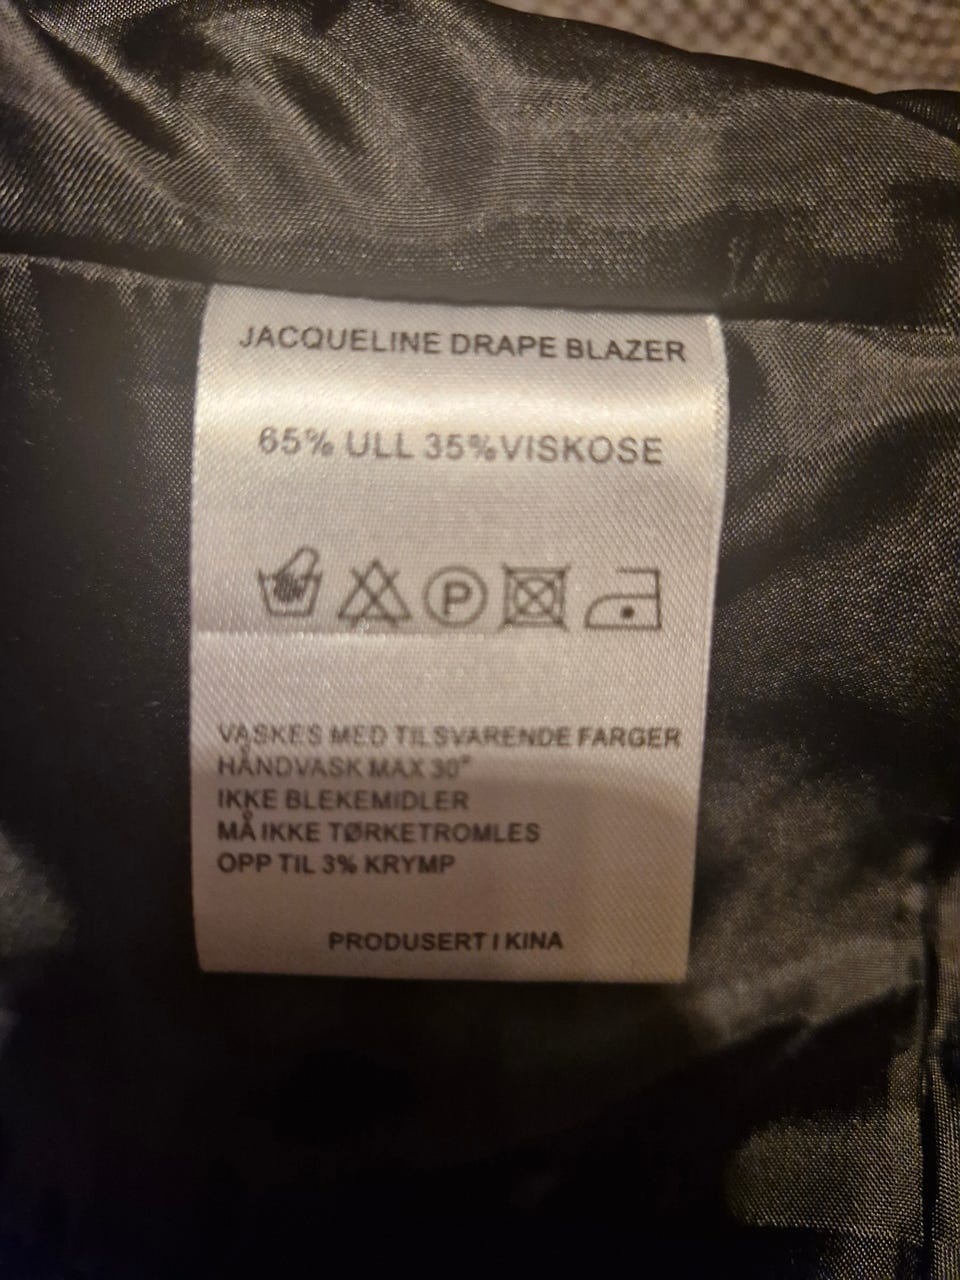 JACQUELINE DRAPE BLAZER
65% ULL 35%VISKOSE
P
VASKES MED TILSVARENDE FARGER
HÅNDVASK MAX 30°
IKKE BLEKEMIDLER
MÅ IKKE TØRKETROMLES
OPP TIL 3% KRYMP
PRODUSERT I KINA